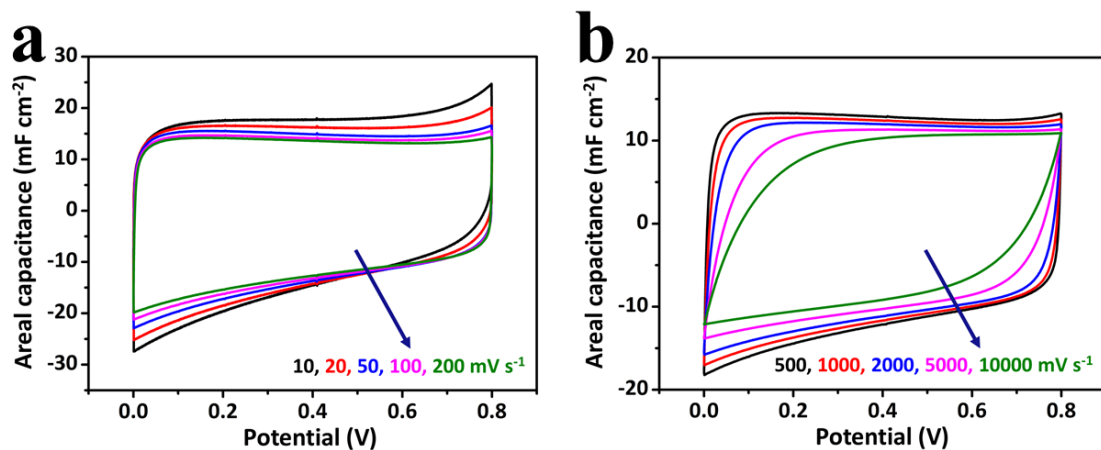 a
Areal capacitance (mF cm⁻²)
30
20
10
0
-10
-20
-30
10, 20, 50, 100, 200 mV s⁻¹
0.0 0.2 0.4 0.6 0.8
Potential (V)
b
Areal capacitance (mF cm⁻²)
20
10
0
-10
-20
500, 1000, 2000, 5000, 10000 mV s⁻¹
0.0 0.2 0.4 0.6 0.8
Potential (V)